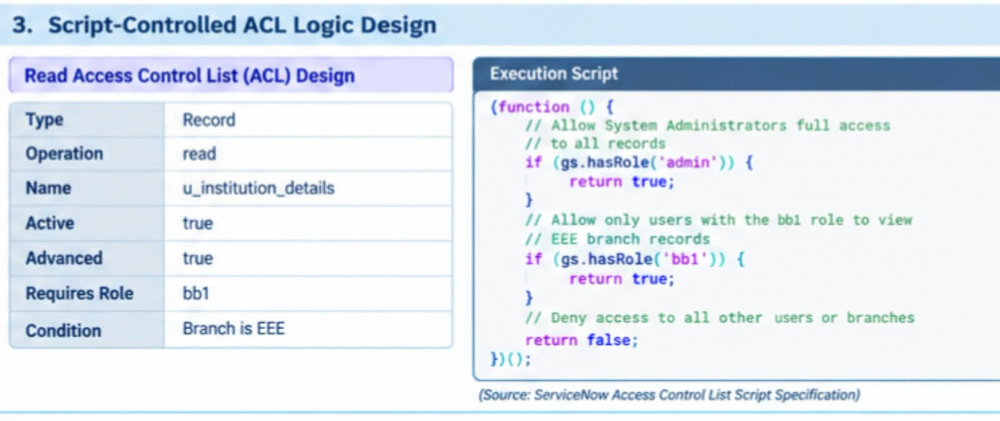 3. Script-Controlled ACL Logic Design
Read Access Control List (ACL) Design
Type Record
Operation read
Name u_institution_details
Active true
Advanced true
Requires Role bb1
Condition Branch is EEE
Execution Script
(function () {
    // Allow System Administrators full access
    // to all records
    if (gs.hasRole('admin')) {
        return true;
    }
    // Allow only users with the bb1 role to view
    // EEE branch records
    if (gs.hasRole('bb1')) {
        return true;
    }
    // Deny access to all other users or branches
    return false;
})();
(Source: ServiceNow Access Control List Script Specification)